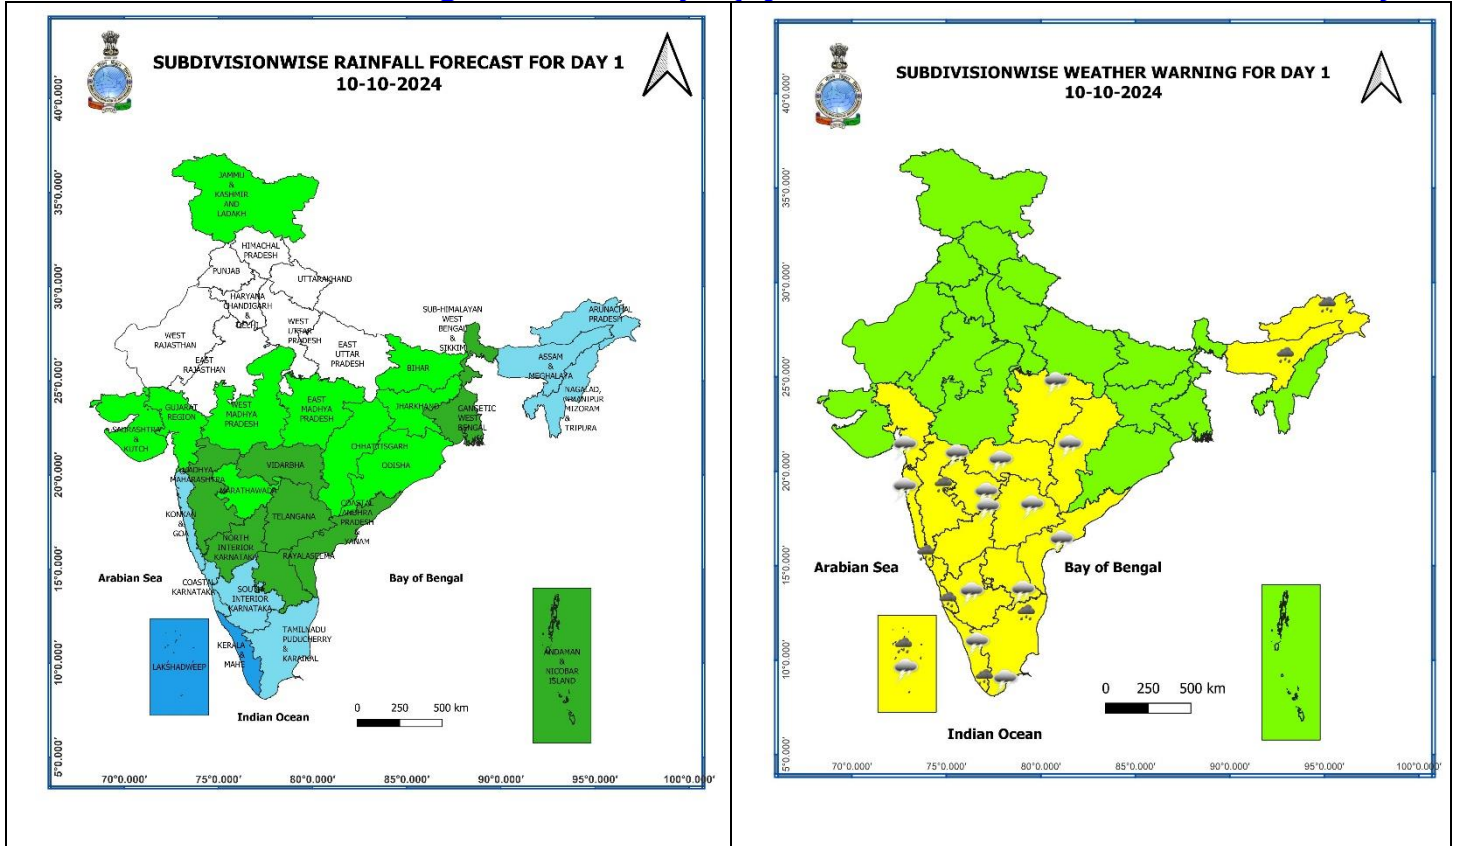 SUBDIVISIONWISE RAINFALL FORECAST FOR DAY 1
10-10-2024
40°0.000'
35°0.000'
30°0.000'
25°0.000'
20°0.000'
15°0.000'
10°0.000'
5°0.000'
JAMMU
&
KASHMIR
AND
LADAKH
HIMACHAL
PRADESH
PUNJAB
UTTARAKHAND
HARYANA
CHANDIGARH
&
DELHI
WEST
UTTAR
PRADESH
WEST
RAJASTHAN
EAST
RAJASTHAN
EAST
UTTAR
PRADESH
SUB-HIMALAYAN
WEST
BENGAL
&
SIKKIM
ARUNACHAL
PRADESH
ASSAM
&
MEGHALAYA
NAGALAD,
MANIPUR
MIZORAM
&
TRIPURA
BIHAR
JHARKHAND
GANGETIC
WEST
BENGAL
GUJARAT
REGION
SAURASHTRA
&
KUTCH
WEST
MADHYA
PRADESH
EAST
MADHYA
PRADESH
CHHATTISGARH
ODISHA
VIDARBHA
MADHYA
MAHARASHTRA
MARATHAWADA
KONKAN
&
GOA
TELANGANA
COASTAL
ANDHRA
PRADESH
&
YANAM
NORTH
INTERIOR
KARNATAKA
RAYALASEEMA
COASTAL
KARNATAKA
SOUTH
INTERIOR
KARNATAKA
TAMILNADU
PUDUCHERRY
&
KARAIKAL
KERALA
&
MAHE
LAKSHADWEEP
ANDAMAN
&
NICOBAR
ISLAND
Arabian Sea
Bay of Bengal
Indian Ocean
0 250 500 km
70°0.000' 75°0.000' 80°0.000' 85°0.000' 90°0.000' 95°0.000' 100°0.000'
SUBDIVISIONWISE WEATHER WARNING FOR DAY 1
10-10-2024
40°0.000'
35°0.000'
30°0.000'
25°0.000'
20°0.000'
15°0.000'
10°0.000'
5°0.000'
Arabian Sea
Bay of Bengal
Indian Ocean
0 250 500 km
70°0.000' 75°0.000' 80°0.000' 85°0.000' 90°0.000' 95°0.000' 100°0.000'